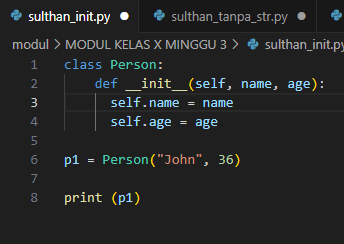 sulthan_init.py
sulthan_tanpa_str.py
modul > MODUL KELAS X MINGGU 3 > sulthan_init.py
1 class Person:
2     def __init__(self, name, age):
3       self.name = name
4       self.age = age
5
6 p1 = Person("John", 36)
7
8 print (p1)